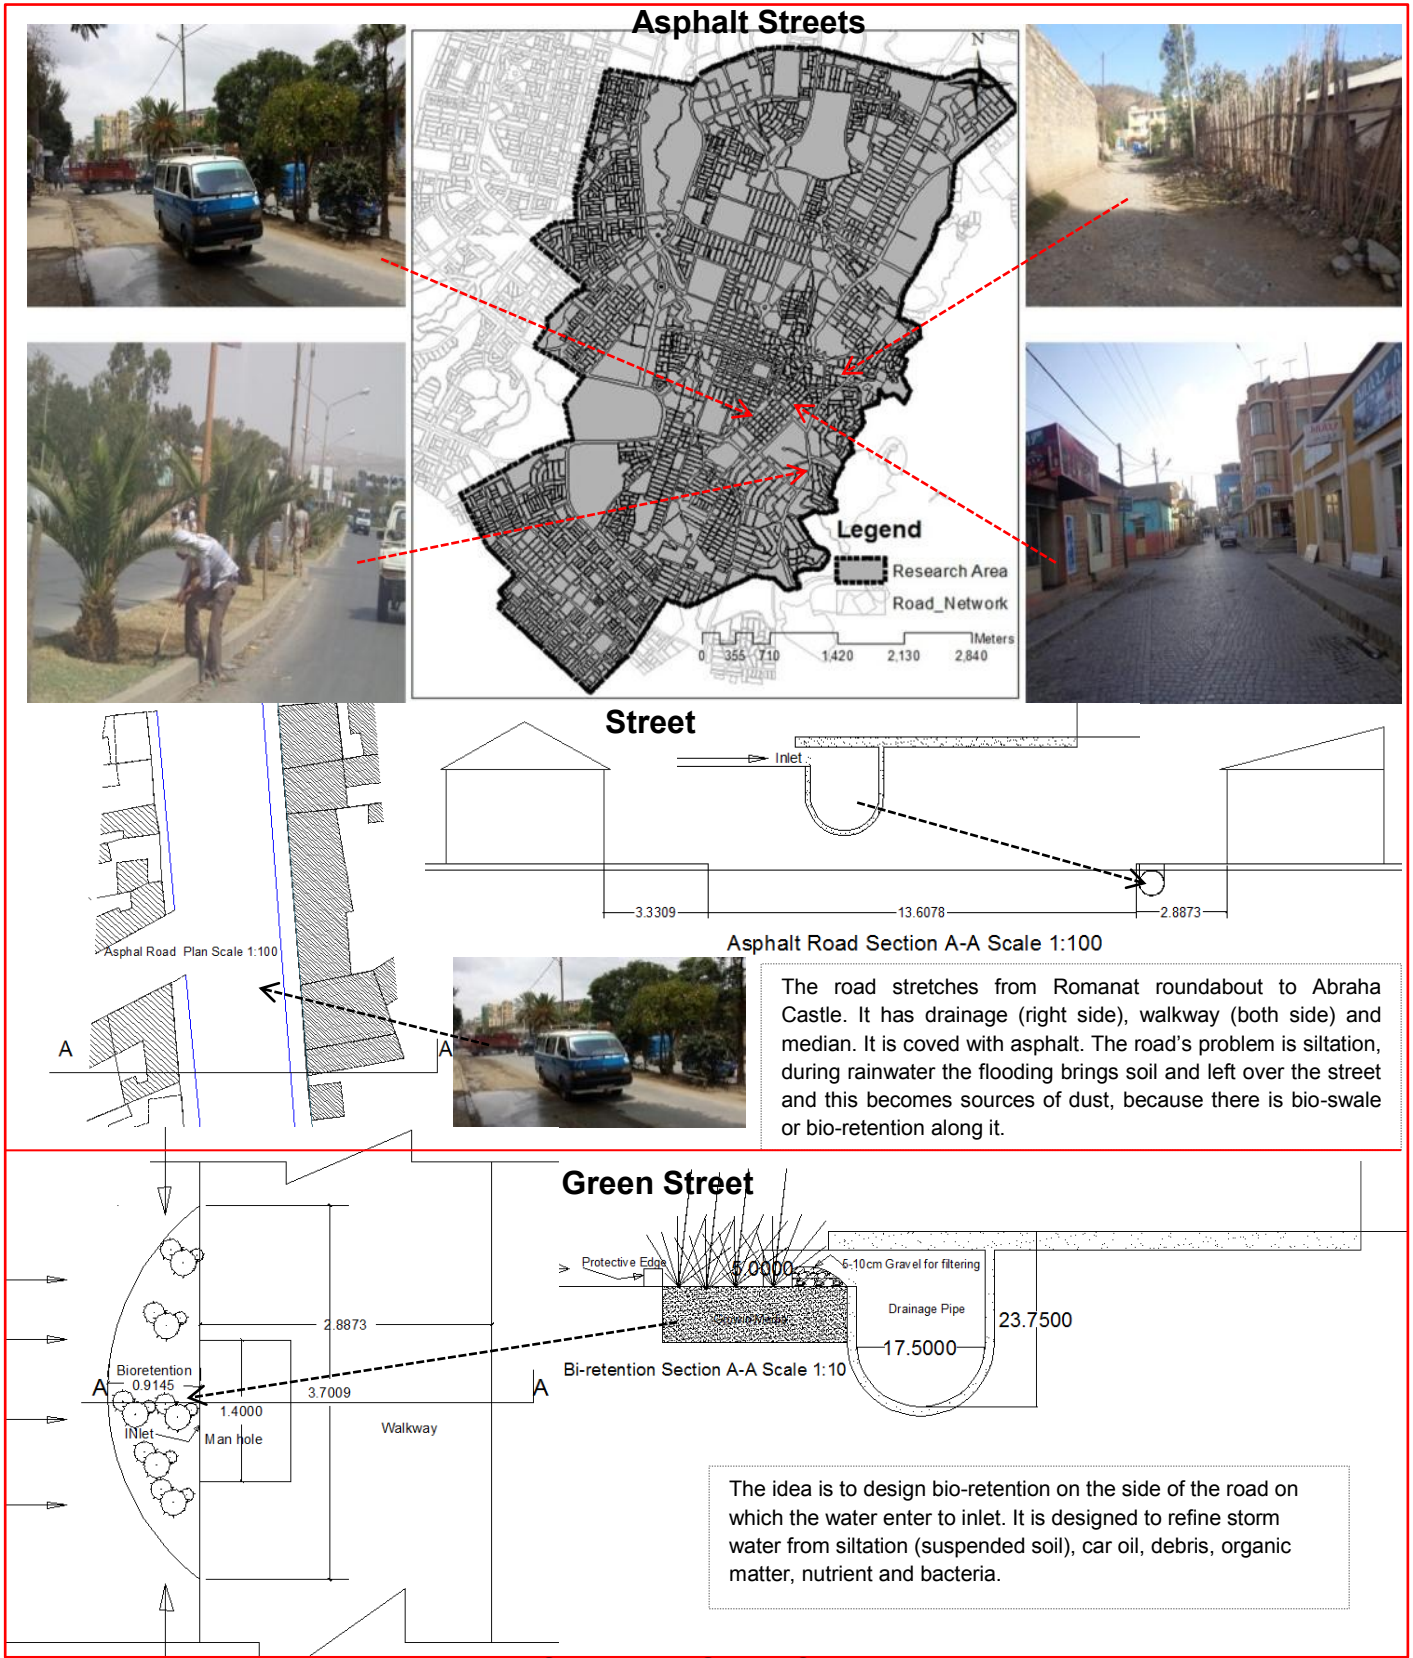 Asphalt Streets
N
Legend
Research Area
Road_Network
Meters
0 355 710 1,420 2,130 2,840
Street
Inlet
3.3309
13.6078
2.8873
Asphalt Road Section A-A Scale 1:100
Asphal Road Plan Scale 1:100
A
A
The road stretches from Romanat roundabout to Abraha
Castle. It has drainage (right side), walkway (both side) and
median. It is coved with asphalt. The road's problem is siltation,
during rainwater the flooding brings soil and left over the street
and this becomes sources of dust, because there is bio-swale
or bio-retention along it.
Green Street
Protective Edge
5.0000
5-10cm Gravel for filtering
Drainage Pipe
23.7500
17.5000
Bi-retention Section A-A Scale 1:10
2.8873
Bioretention
0.9145
A
A
3.7009
1.4000
INlet
Man hole
Walkway
The idea is to design bio-retention on the side of the road on
which the water enter to inlet. It is designed to refine storm
water from siltation (suspended soil), car oil, debris, organic
matter, nutrient and bacteria.